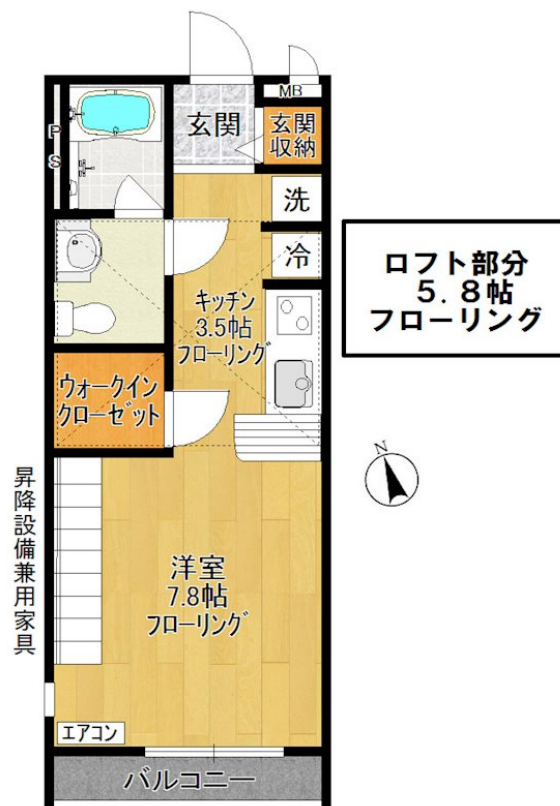 MB
玄関
玄関
収納
PS
洗
冷
ロフト部分
5.8帖
フローリング
キッチン
3.5帖
フローリング
ウォークイン
クローゼット
N
昇降設備兼用家具
洋室
7.8帖
フローリング
エアコン
バルコニー